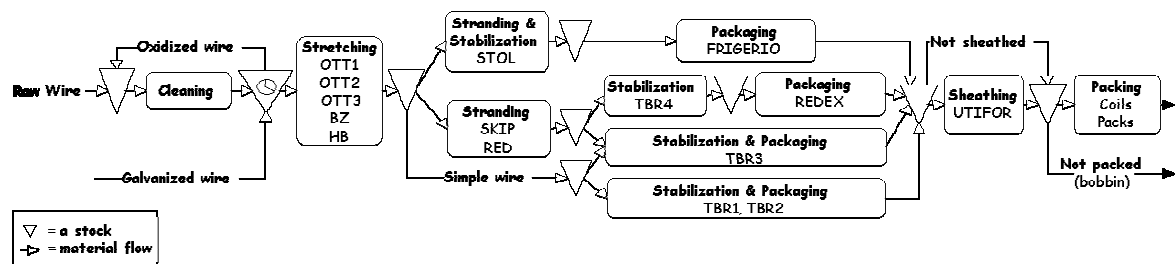 Oxidized wire
Raw Wire
Cleaning
Galvanized wire
Stretching
OTT1
OTT2
OTT3
BZ
HB
Stranding &
Stabilization
STOL
Stranding
SKIP
RED
Simple wire
Packaging
FRIGERIO
Stabilization
TBR4
Packaging
REDEX
Stabilization & Packaging
TBR3
Stabilization & Packaging
TBR1, TBR2
Not sheathed
Sheathing
UTIFOR
Packing
Coils
Packs
Not packed
(bobbin)
= a stock
= material flow